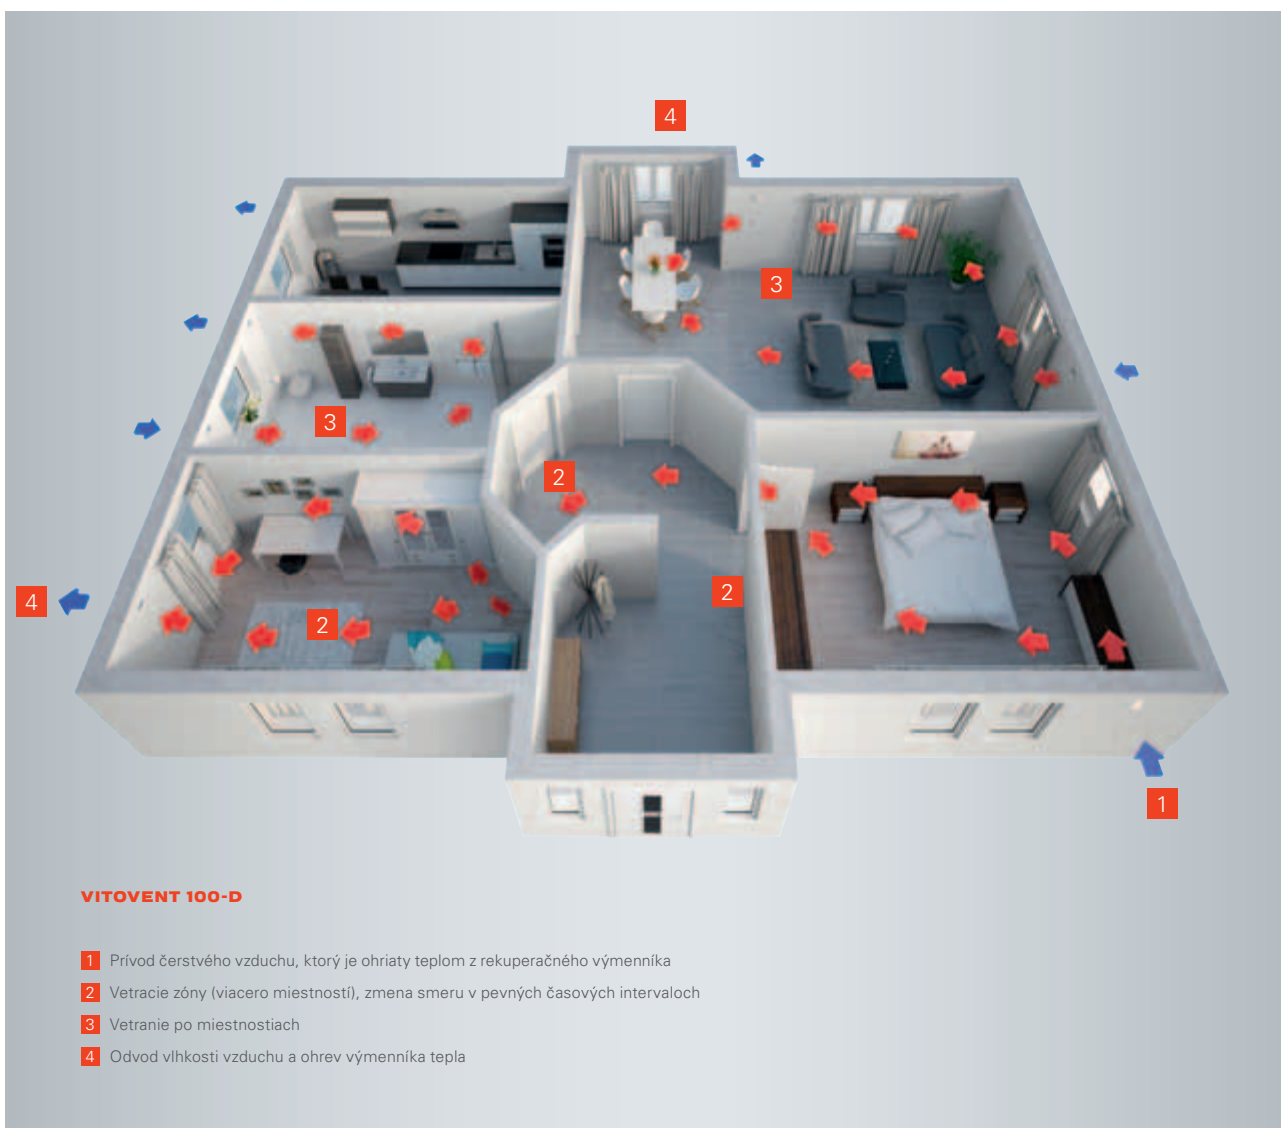 4
3
3
2
4
2
2
1
VITOVENT 100-D
1 Prívod čerstvého vzduchu, ktorý je ohriaty teplom z rekuperačného výmenníka
2 Vetracie zóny (viacero miestností), zmena smeru v pevných časových intervaloch
3 Vetranie po miestnostiach
4 Odvod vlhkosti vzduchu a ohrev výmenníka tepla